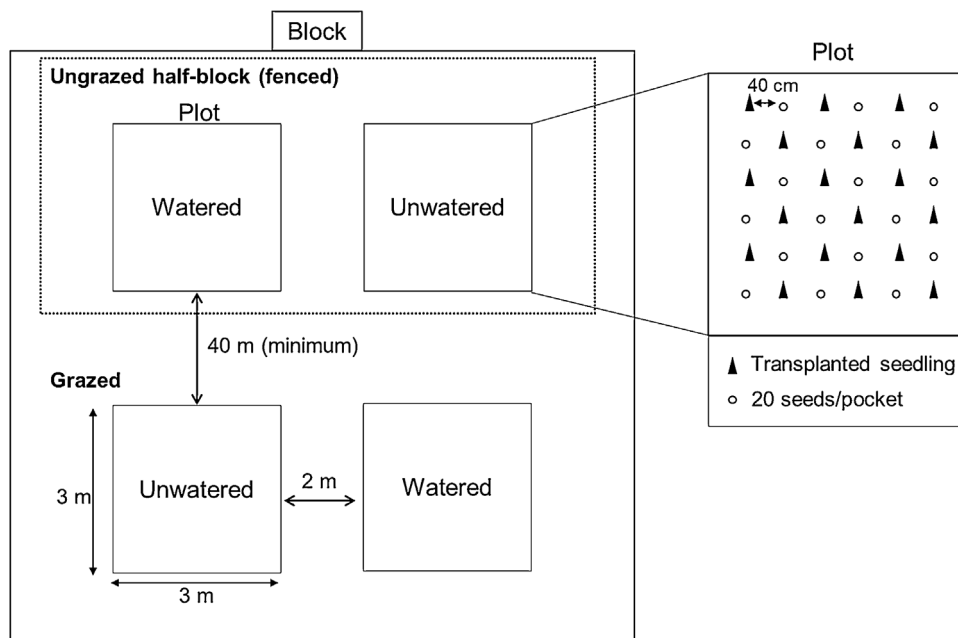 Block
Ungrazed half-block (fenced)
Plot
Watered
Unwatered
40 m (minimum)
Grazed
3 m
Unwatered
2 m
Watered
3 m
Plot
40 cm
Transplanted seedling
20 seeds/pocket